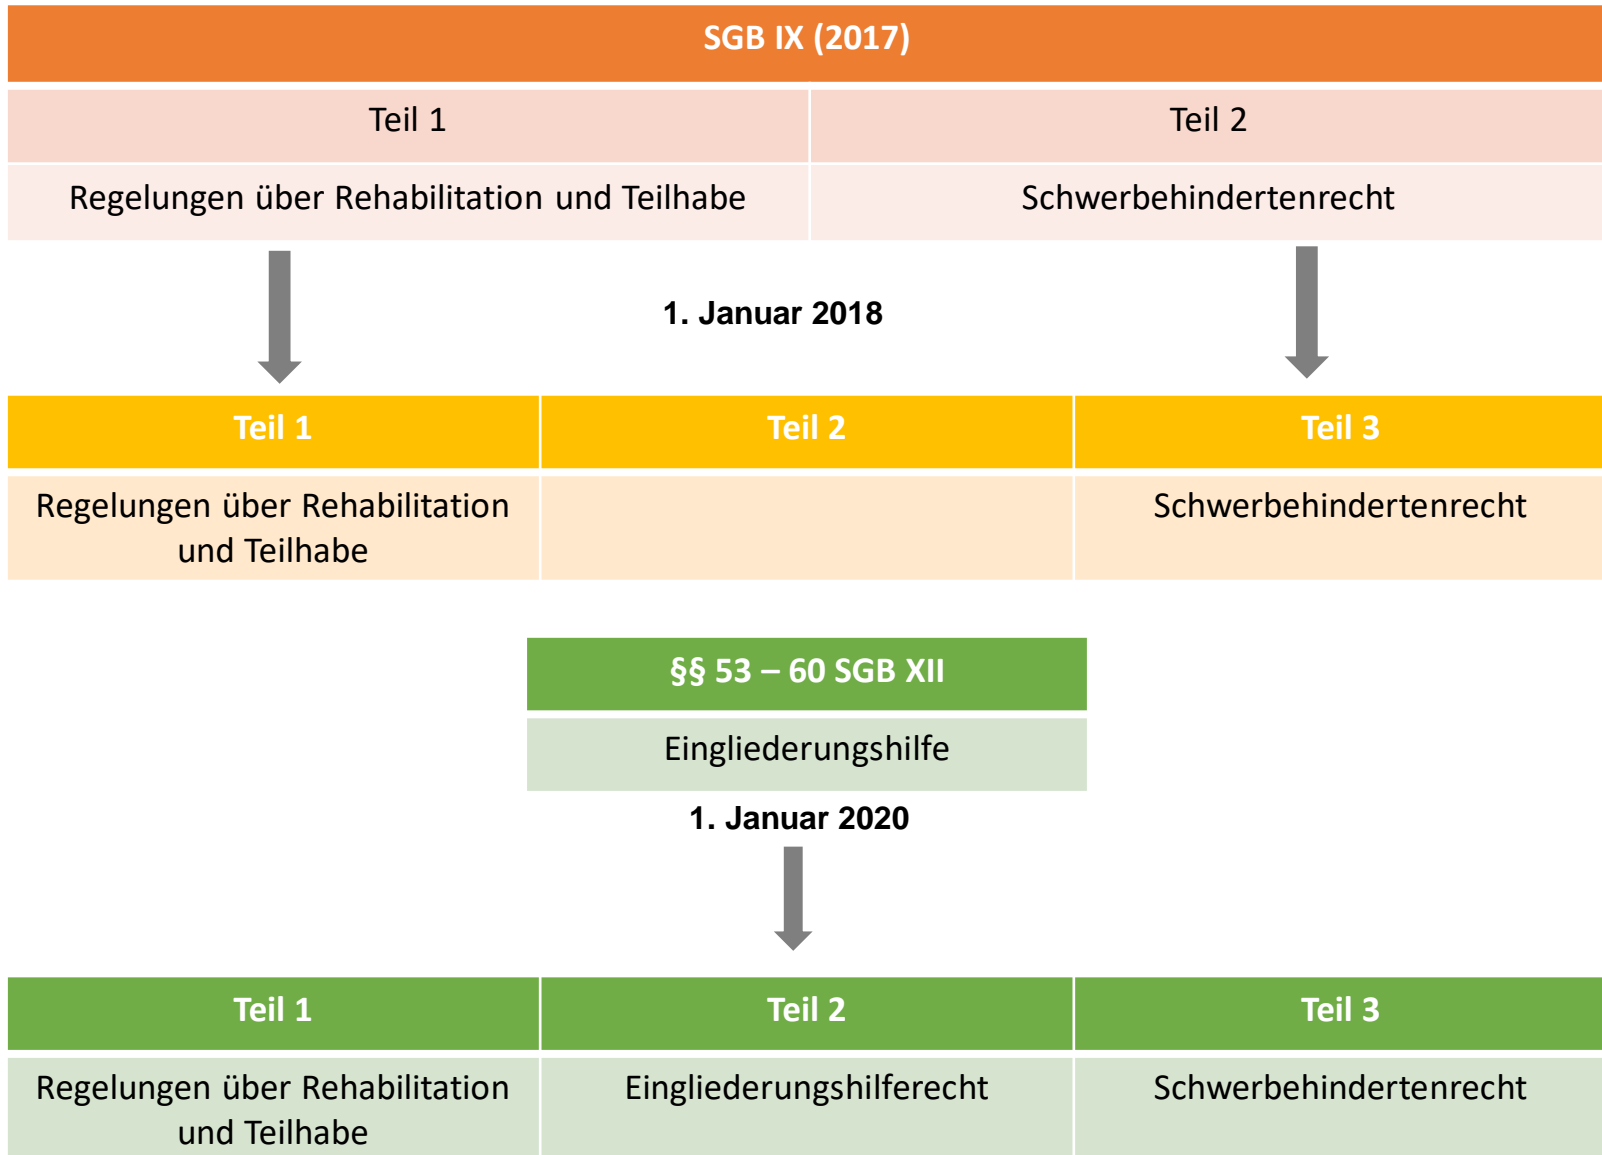 SGB IX (2017)
Teil 1
Teil 2
Regelungen über Rehabilitation und Teilhabe
Schwerbehindertenrecht
1. Januar 2018
Teil 1
Teil 2
Teil 3
Regelungen über Rehabilitation
und Teilhabe
Schwerbehindertenrecht
§§ 53 – 60 SGB XII
Eingliederungshilfe
1. Januar 2020
Teil 1
Teil 2
Teil 3
Regelungen über Rehabilitation
und Teilhabe
Eingliederungshilferecht
Schwerbehindertenrecht